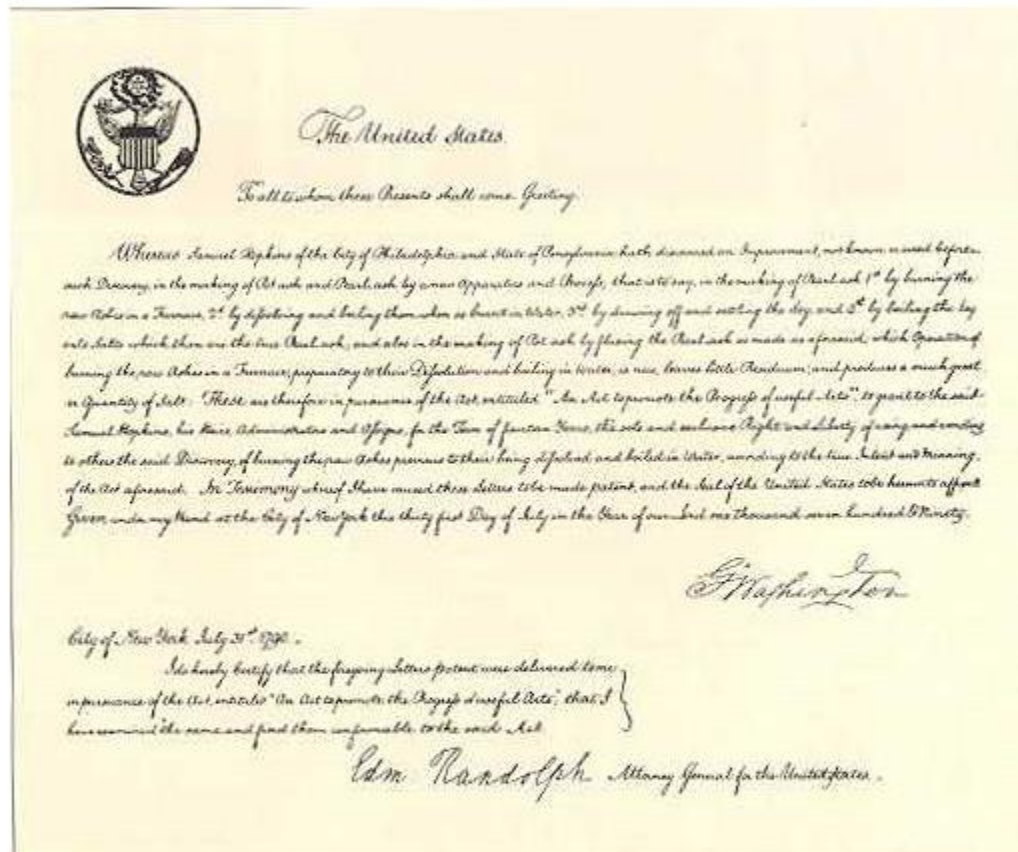 The United States.
To all to whom these Presents shall come Greeting.
Whereas Samuel Hopkins of the City of Philadelphia and State of Pensylvania hath discovered an Improvement, not known or used before
such Discovery, in the making of Pot ash and Pearl ash by a new Apparatus and Process; that is to say, in the making of Pearl ash 1st by burning the
raw Ashes in a Furnace, 2d by dissolving and boiling them when so burnt in Water, 3rd by drawing off and settling the Ley, and 4th by boiling the Ley
into Salts which then are the true Pearl ash; and also in the making of Pot ash by fluxing the Pearl ash so made as aforesaid; which Operation of
burning the raw Ashes in a Furnace, preparatory to their Dissolution and boiling in Water, is new, leaves little Residuum; and produces a much great-
er Quantity of Salt: These are therefore in pursuance of the Act, entituled "An Act to promote the Progress of useful Arts", to grant to the said
Samuel Hopkins, his Heirs, Administrators and Assigns, for the Term of fourteen Years, the sole and exclusive Right and Liberty of using and vending
to others the said Discovery, of burning the raw Ashes previous to their being dissolved and boiled in Water, according to the true Intent and Meaning
of the Act aforesaid. In Testimony whereof I have caused these Letters to be made patent, and the Seal of the United States to be hereunto affixed
Given under my Hand at the City of New York this thirty first Day of July in the Year of our Lord one thousand seven hundred & Ninety.
G Washington
City of New York July 31st 1790.
I do hereby Certify that the foregoing Letters patent were delivered to me
in pursuance of the Act, entituled "An Act to promote the Progress of useful Arts"; that I
have examined the same, and find them conformable to the said Act.
Edm Randolph Attorney General for the United States.